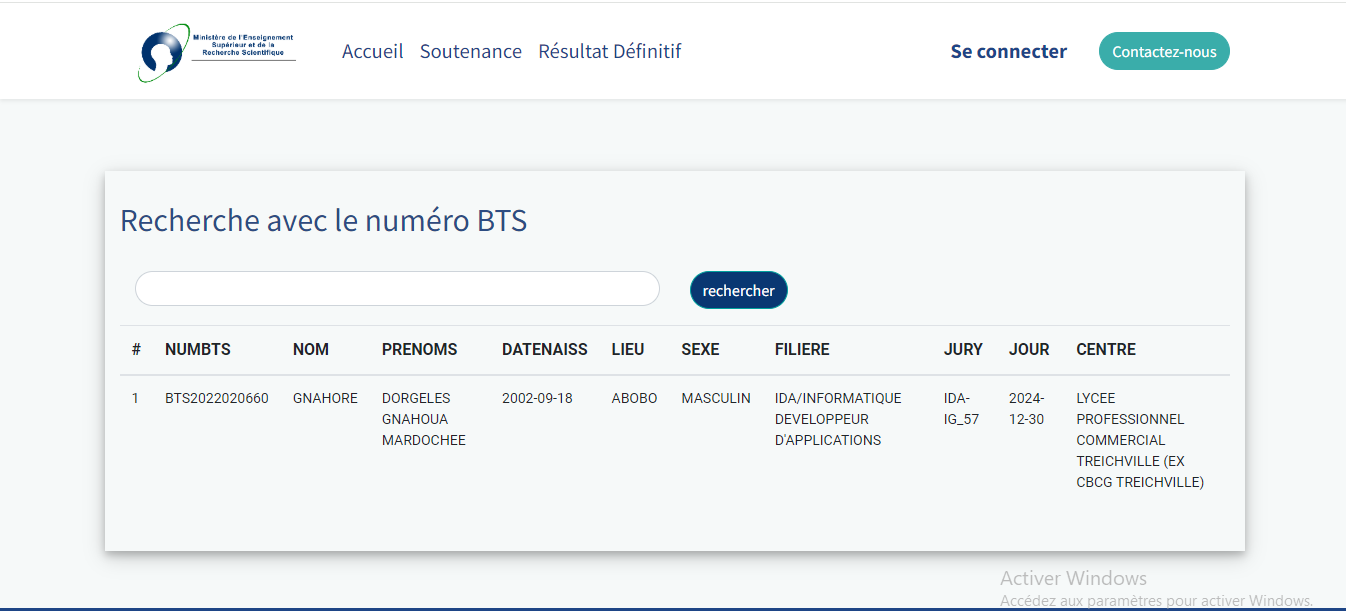 Ministère de l'Enseignement
Supérieur et de la
Recherche Scientifique
Accueil Soutenance Résultat Définitif
Se connecter
Contactez-nous
Recherche avec le numéro BTS
rechercher
# NUMBTS NOM PRENOMS DATENAISS LIEU SEXE FILIERE JURY JOUR CENTRE
1 BTS2022020660 GNAHORE DORGELES 2002-09-18 ABOBO MASCULIN IDA/INFORMATIQUE IDA- 2024- LYCEE
GNAHOUA DEVELOPPEUR IG_57 12-30 PROFESSIONNEL
MARDOCHEE D'APPLICATIONS COMMERCIAL
TREICHVILLE (EX
CBCG TREICHVILLE)
Activer Windows
Accédez aux paramètres pour activer Windows.